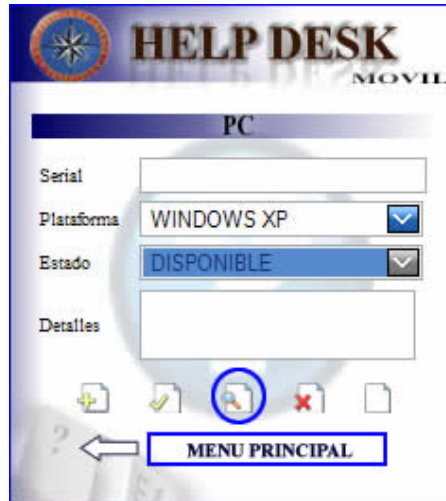 HELP DESK
MOVIL
PC
Serial
Plataforma WINDOWS XP
Estado DISPONIBLE
Detalles
?
MENU PRINCIPAL